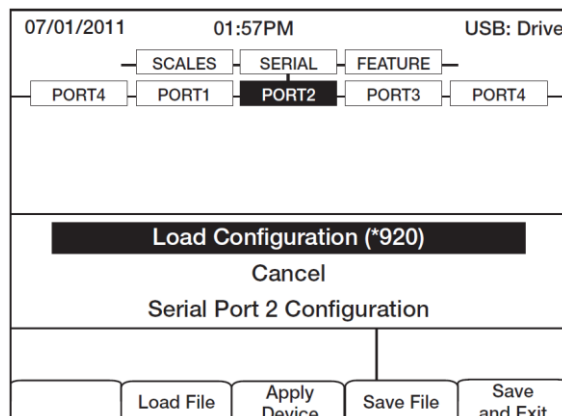 07/01/2011 01:57PM USB: Drive
SCALES SERIAL FEATURE
PORT4 PORT1 PORT2 PORT3 PORT4
Load Configuration (*920)
Cancel
Serial Port 2 Configuration
Load File Apply Device Save File Save and Exit